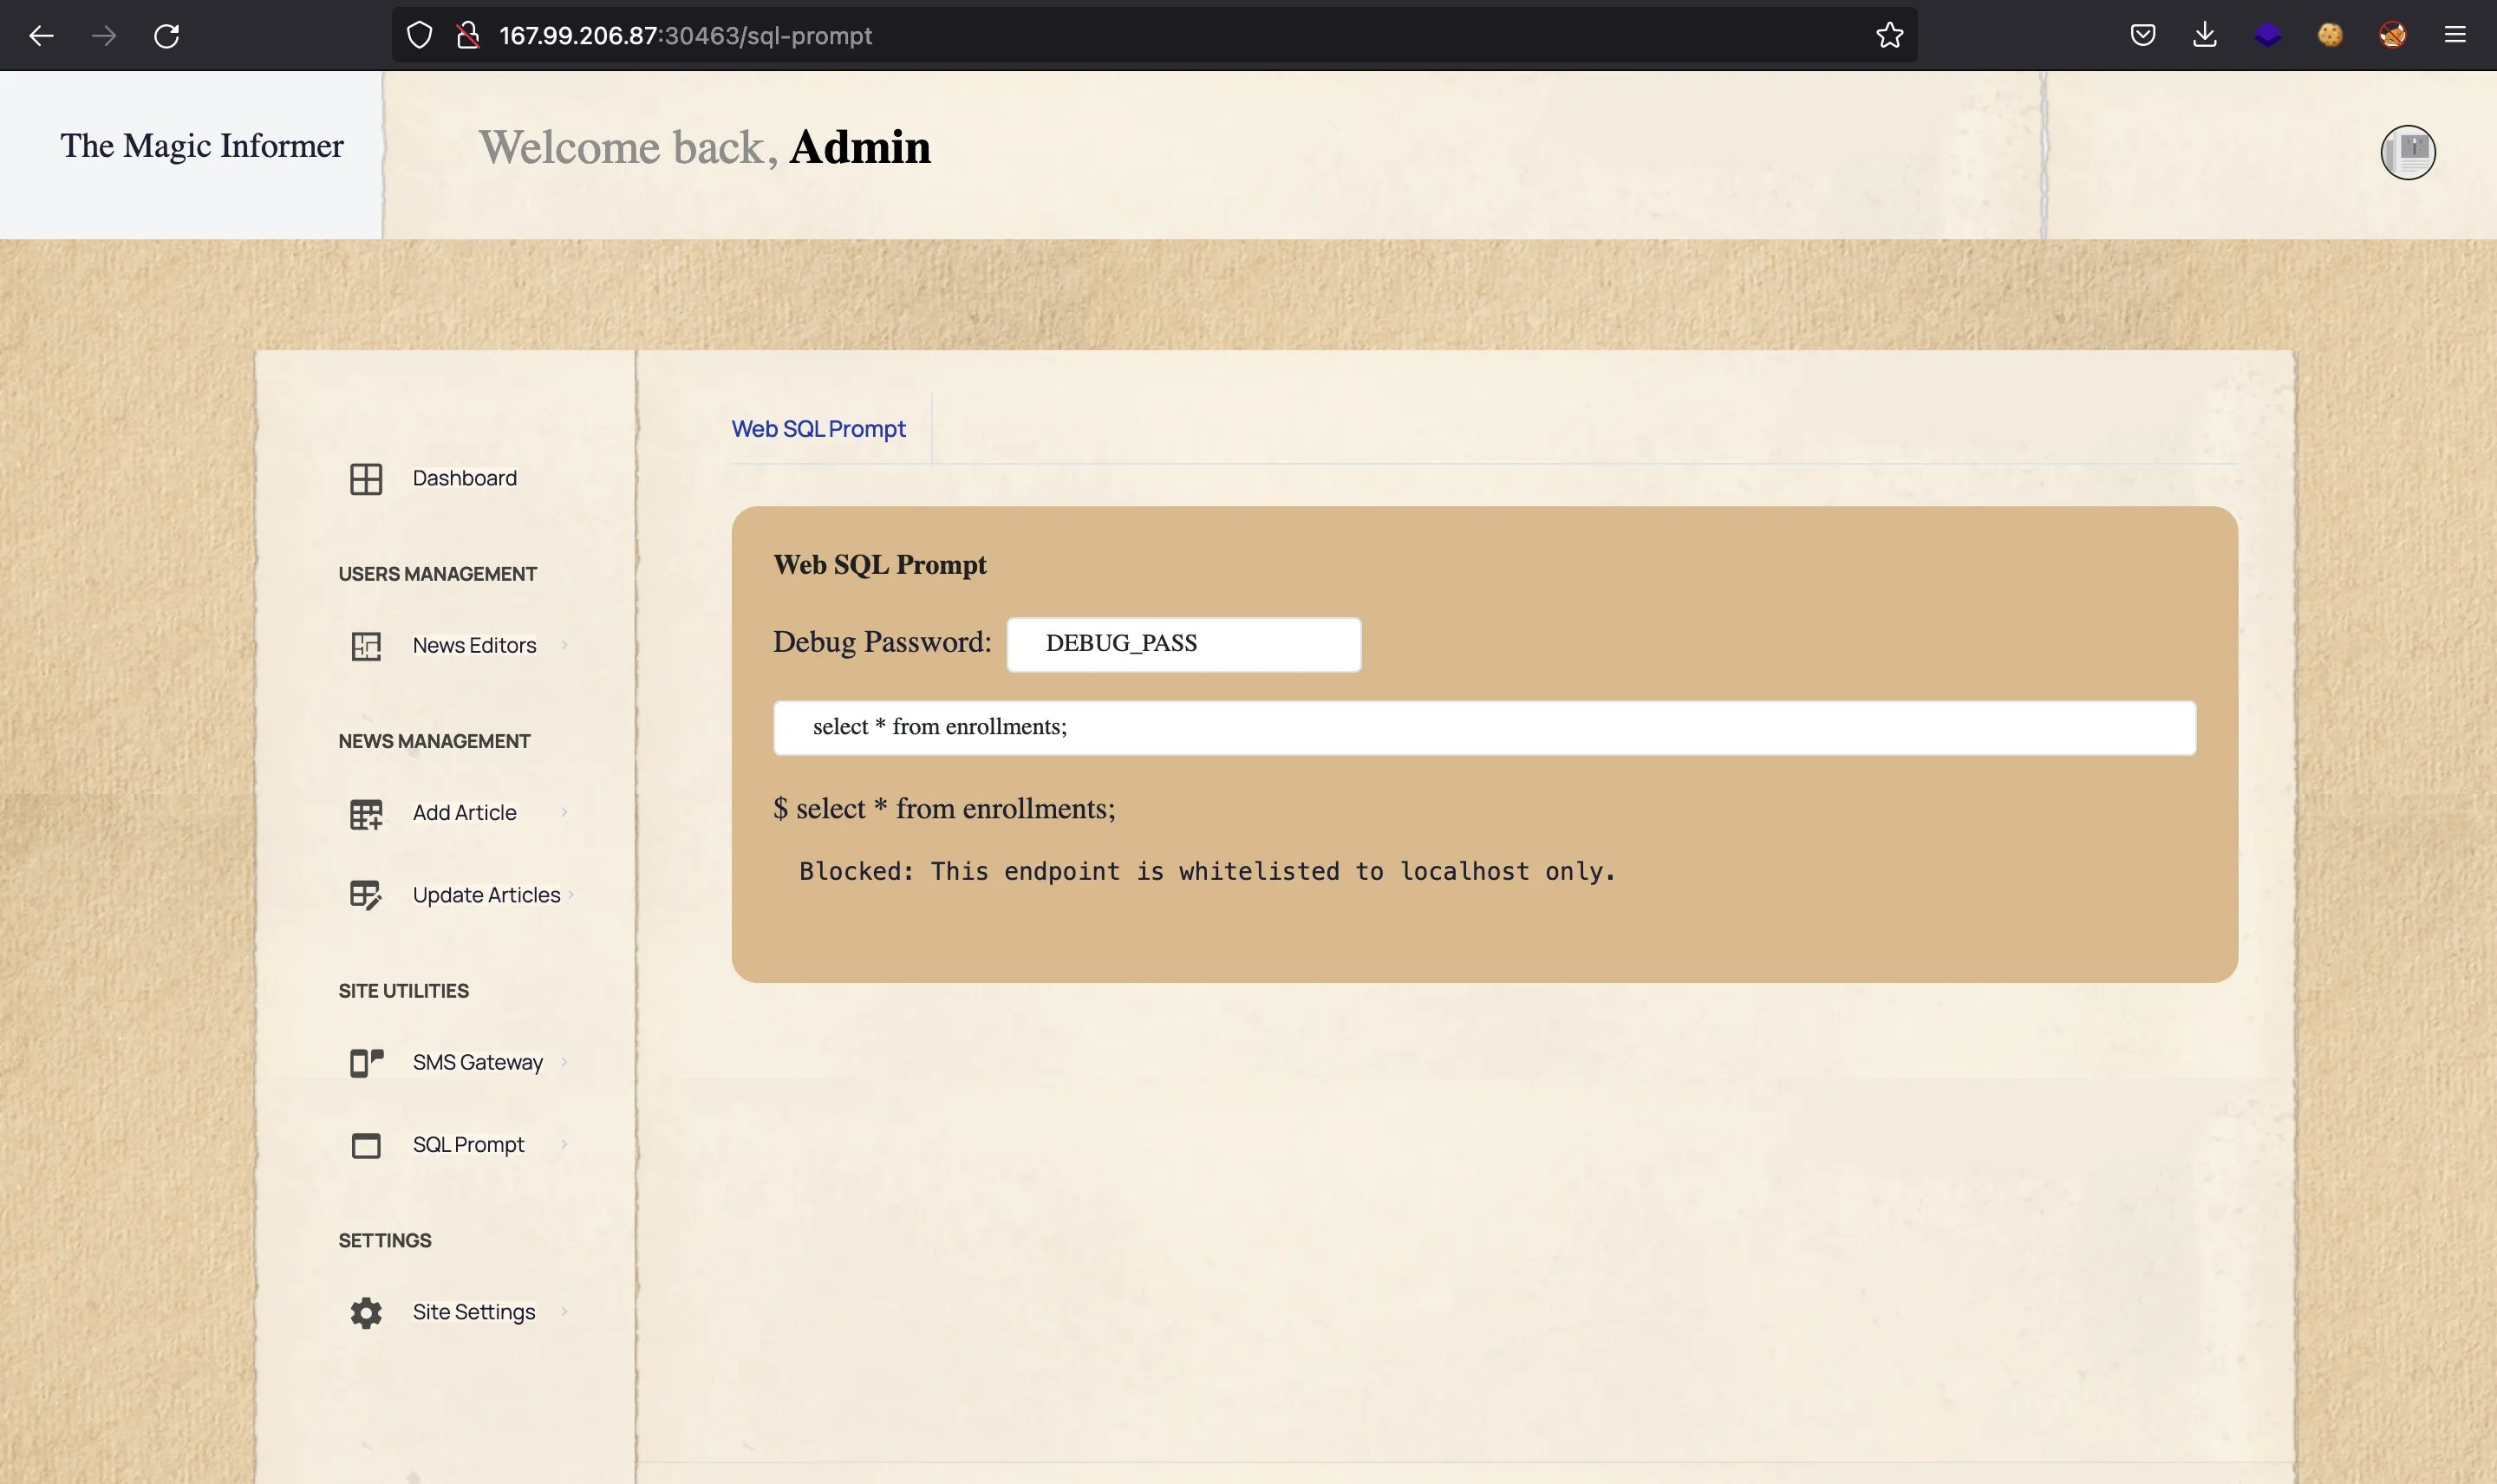 167.99.206.87:30463/sql-prompt
The Magic Informer
Welcome back, Admin
Web SQL Prompt
Dashboard
USERS MANAGEMENT
News Editors
NEWS MANAGEMENT
Add Article
Update Articles
SITE UTILITIES
SMS Gateway
SQL Prompt
SETTINGS
Site Settings
Web SQL Prompt
Debug Password: DEBUG_PASS
select * from enrollments;
$ select * from enrollments;
Blocked: This endpoint is whitelisted to localhost only.